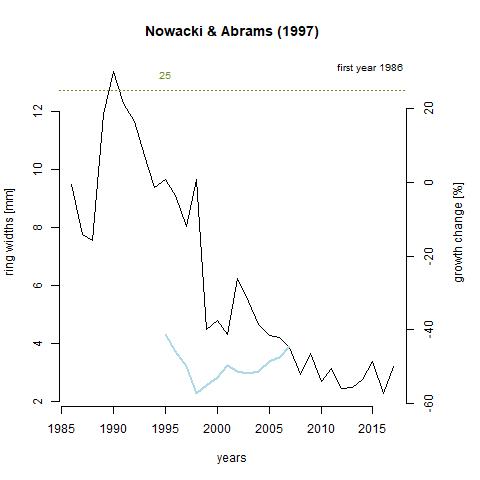 Nowacki & Abrams (1997)
first year 1986
25
12
10
8
6
4
2
ring widths [mm]
20
0
-20
-40
-60
growth change [%]
1985 1990 1995 2000 2005 2010 2015
years